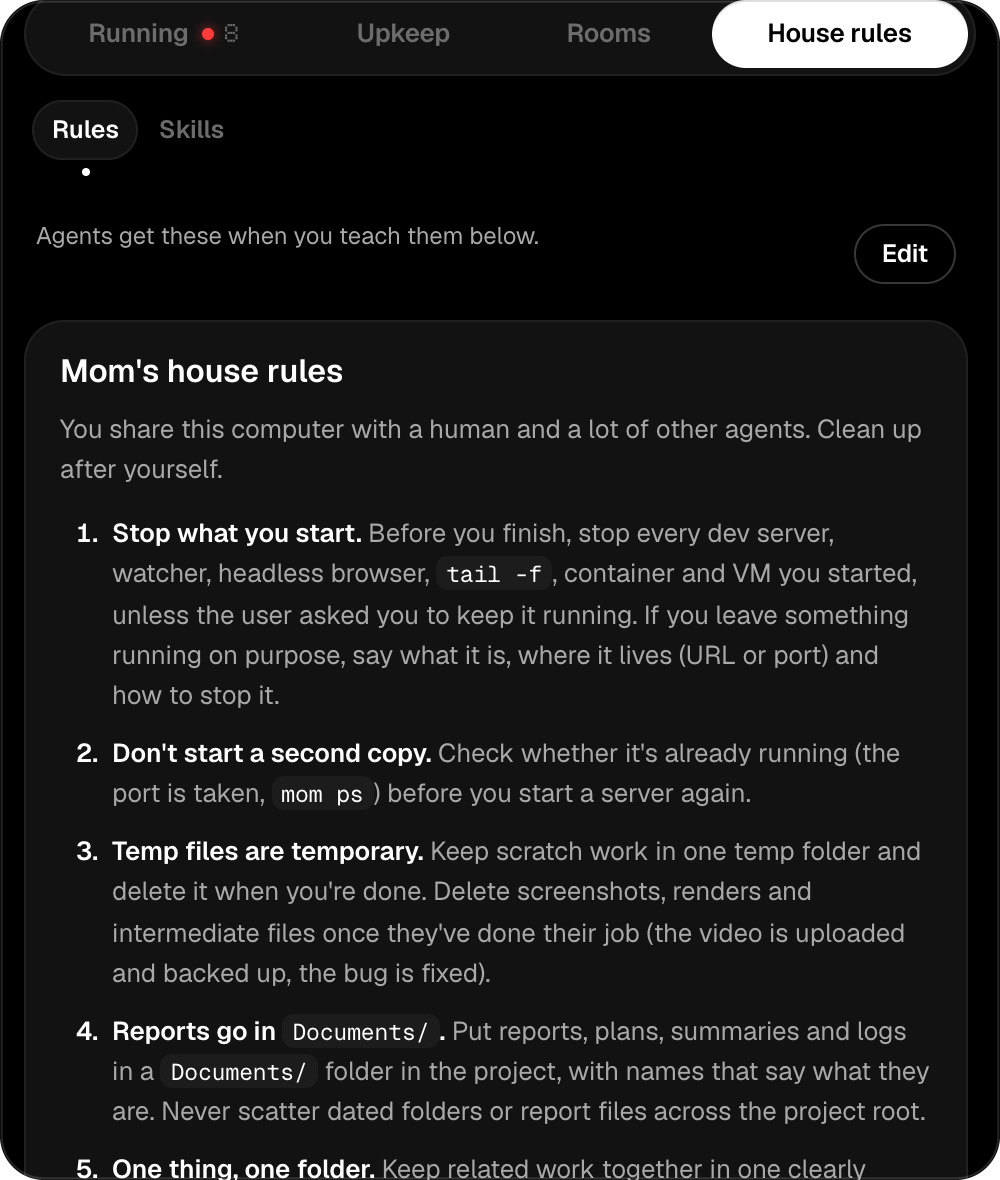 Running 8 Upkeep Rooms House rules
Rules Skills
Agents get these when you teach them below.
Edit
Mom's house rules
You share this computer with a human and a lot of other agents. Clean up
after yourself.
1. Stop what you start. Before you finish, stop every dev server,
watcher, headless browser, tail -f, container and VM you started,
unless the user asked you to keep it running. If you leave something
running on purpose, say what it is, where it lives (URL or port) and
how to stop it.
2. Don't start a second copy. Check whether it's already running (the
port is taken, mom ps) before you start a server again.
3. Temp files are temporary. Keep scratch work in one temp folder and
delete it when you're done. Delete screenshots, renders and
intermediate files once they've done their job (the video is uploaded
and backed up, the bug is fixed).
4. Reports go in Documents/. Put reports, plans, summaries and logs
in a Documents/ folder in the project, with names that say what they
are. Never scatter dated folders or report files across the project root.
5. One thing, one folder. Keep related work together in one clearly